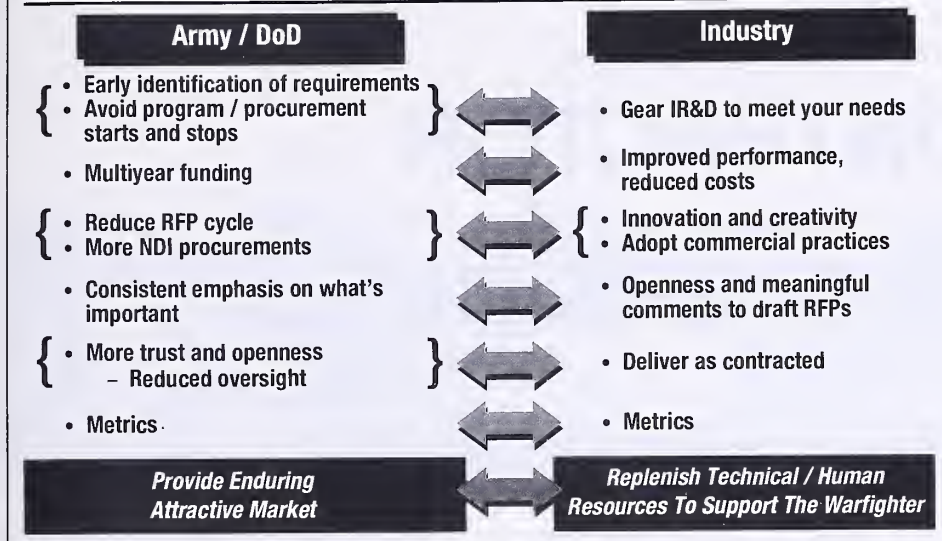 Army / DoD
• Early identification of requirements
• Avoid program / procurement
starts and stops
• Multiyear funding
• Reduce RFP cycle
• More NDI procurements
• Consistent emphasis on what's
important
• More trust and openness
– Reduced oversight
• Metrics
Provide Enduring
Attractive Market
Industry
• Gear IR&D to meet your needs
• Improved performance,
reduced costs
• Innovation and creativity
• Adopt commercial practices
• Openness and meaningful
comments to draft RFPs
• Deliver as contracted
• Metrics
Replenish Technical / Human
Resources To Support The Warfighter